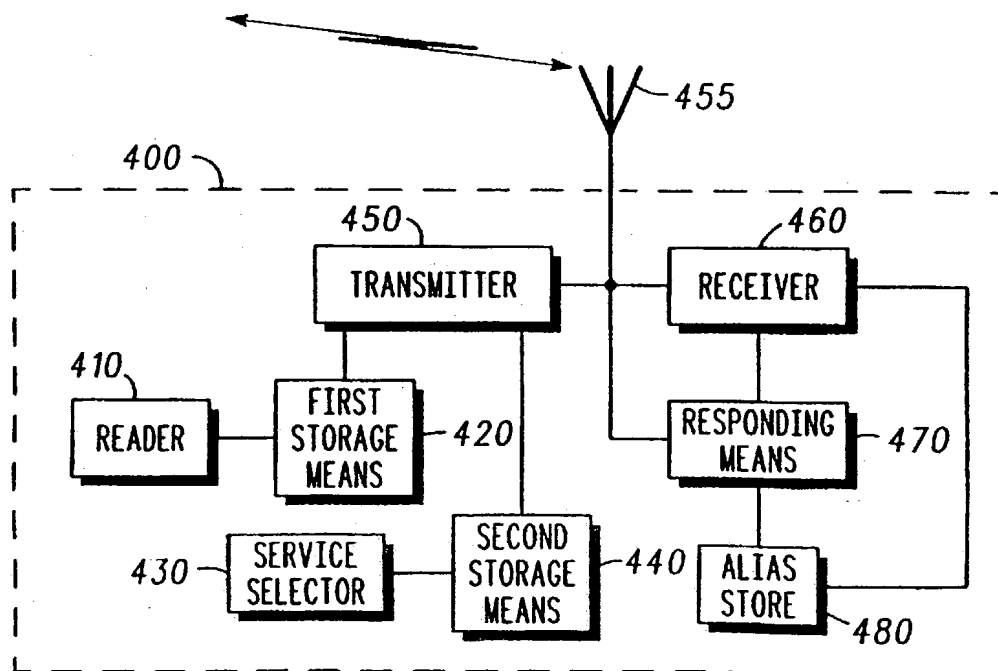 455
400
450
460
TRANSMITTER
RECEIVER
410
READER
FIRST
STORAGE
MEANS
420
RESPONDING
MEANS
470
430
SERVICE
SELECTOR
SECOND
STORAGE
MEANS
440
ALIAS
STORE
480